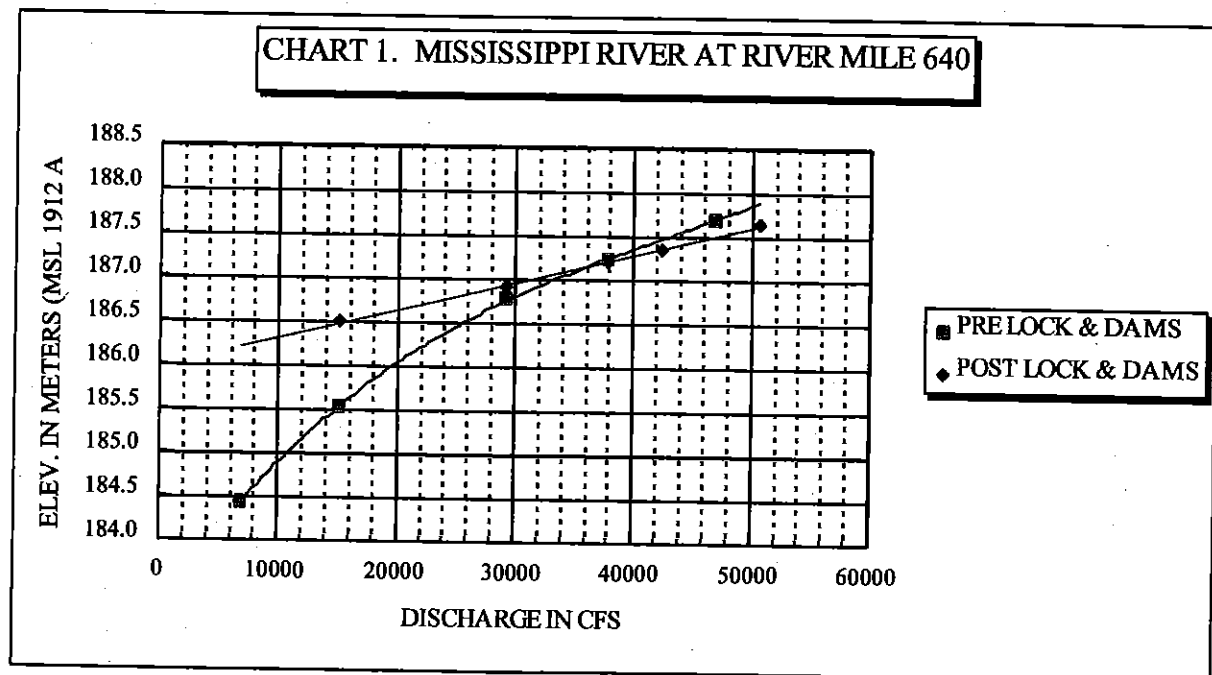 CHART 1. MISSISSIPPI RIVER AT RIVER MILE 640
188.5
188.0
187.5
187.0
186.5
186.0
185.5
185.0
184.5
184.0
ELEV. IN METERS (MSL 1912 A
0 10000 20000 30000 40000 50000 60000
DISCHARGE IN CFS
PRE LOCK & DAMS
POST LOCK & DAMS